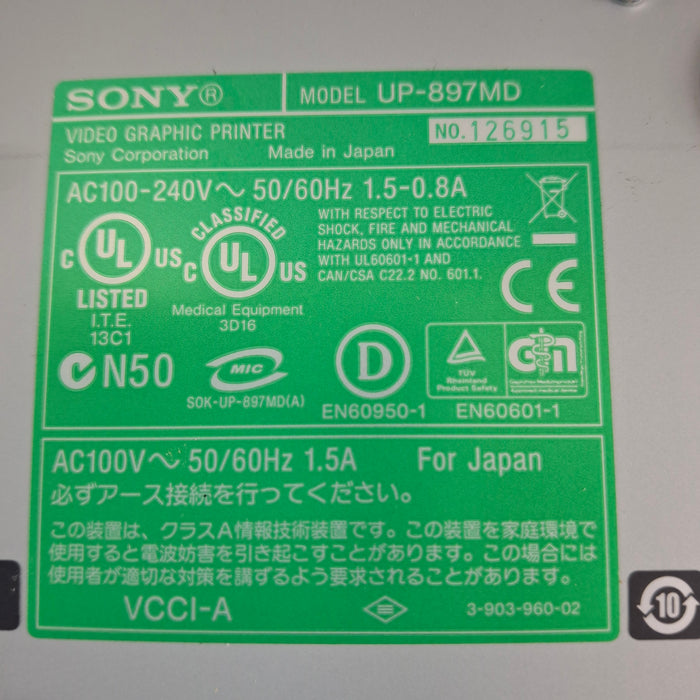 SONY® MODEL UP-897MD
VIDEO GRAPHIC PRINTER NO.126915
Sony Corporation Made in Japan
AC100-240V～ 50/60Hz 1.5-0.8A
C UL US
LISTED
I.T.E.
13C1
CLASSIFIED
C UL US
Medical Equipment
3D16
WITH RESPECT TO ELECTRIC
SHOCK, FIRE AND MECHANICAL
HAZARDS ONLY IN ACCORDANCE
WITH UL60601-1 AND
CAN/CSA C22.2 NO. 601.1.
CE
N50
MIC
SOK-UP-897MD(A)
D
EN60950-1
TÜV
Rheinland
Product Safety
EN60601-1
AC100V～ 50/60Hz 1.5A For Japan
必ずアース接続を行ってください。
この装置は、クラスA情報技術装置です。この装置を家庭環境で
使用すると電波妨害を引き起こすことがあります。この場合には
使用者が適切な対策を講ずるよう要求されることがあります。
VCCI-A 3-903-960-02
10